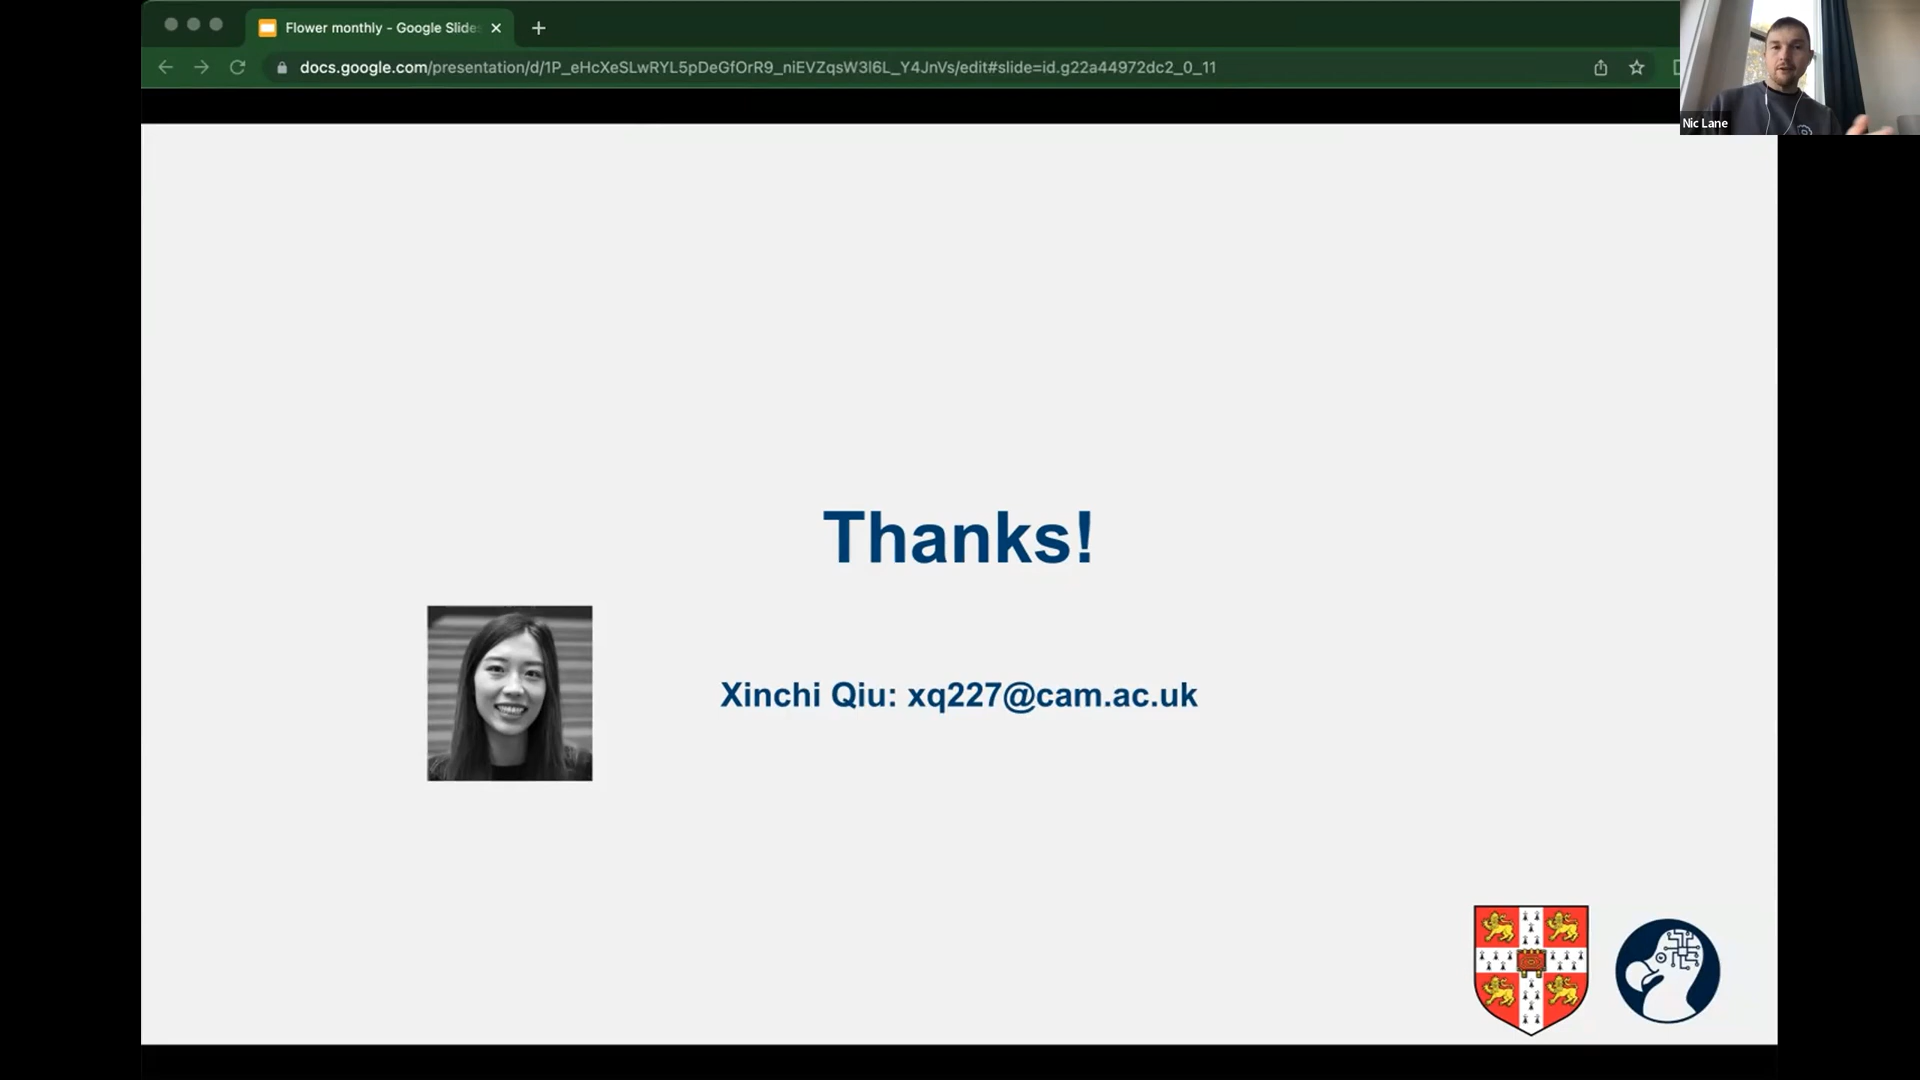 Flower monthly - Google Slide
docs.google.com/presentation/d/1P_eHcXeSLwRYL5pDeGfOrR9_niEVZqsW3l6L_Y4JnVs/edit#slide=id.g22a44972dc2_0_11
Nic Lane
Thanks!
Xinchi Qiu: xq227@cam.ac.uk